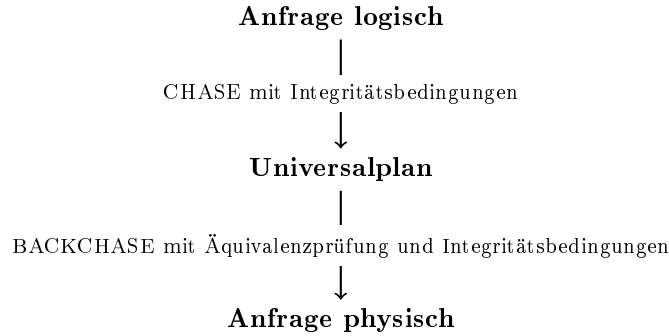 Anfrage logisch
CHASE mit Integritätsbedingungen
Universalplan
BACKCHASE mit Äquivalenzprüfung und Integritätsbedingungen
Anfrage physisch